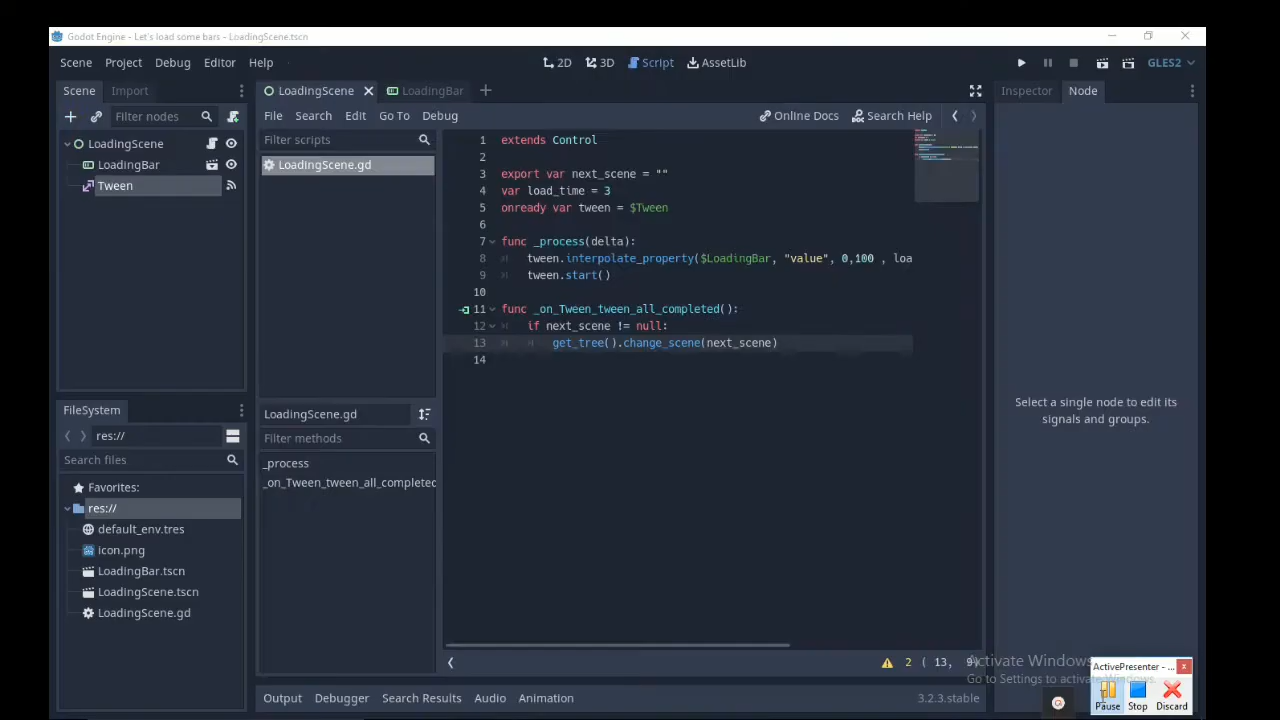 Godot Engine - Let's load some bars - LoadingScene.tscn
Scene Project Debug Editor Help
2D 3D Script AssetLib
GLES2
Scene Import
Filter nodes
LoadingScene
LoadingBar
Tween
FileSystem
res://
Search files
Favorites:
res://
default_env.tres
icon.png
LoadingBar.tscn
LoadingScene.tscn
LoadingScene.gd
LoadingScene LoadingBar
File Search Edit Go To Debug
Online Docs Search Help
Filter scripts
LoadingScene.gd
LoadingScene.gd
Filter methods
_process
_on_Tween_tween_all_completed
1 extends Control
2
3 export var next_scene = ""
4 var load_time = 3
5 onready var tween = $Tween
6
7 func _process(delta):
8 tween.interpolate_property($LoadingBar, "value", 0,100 , loa
9 tween.start()
10
11 func _on_Tween_tween_all_completed():
12 if next_scene != null:
13 get_tree().change_scene(next_scene)
14
2 ( 13, 9)
Output Debugger Search Results Audio Animation
3.2.3.stable
Inspector Node
Select a single node to edit its
signals and groups.
Activate Windows
Go to Settings to activate Windows.
ActivePresenter - ...
Pause Stop Discard